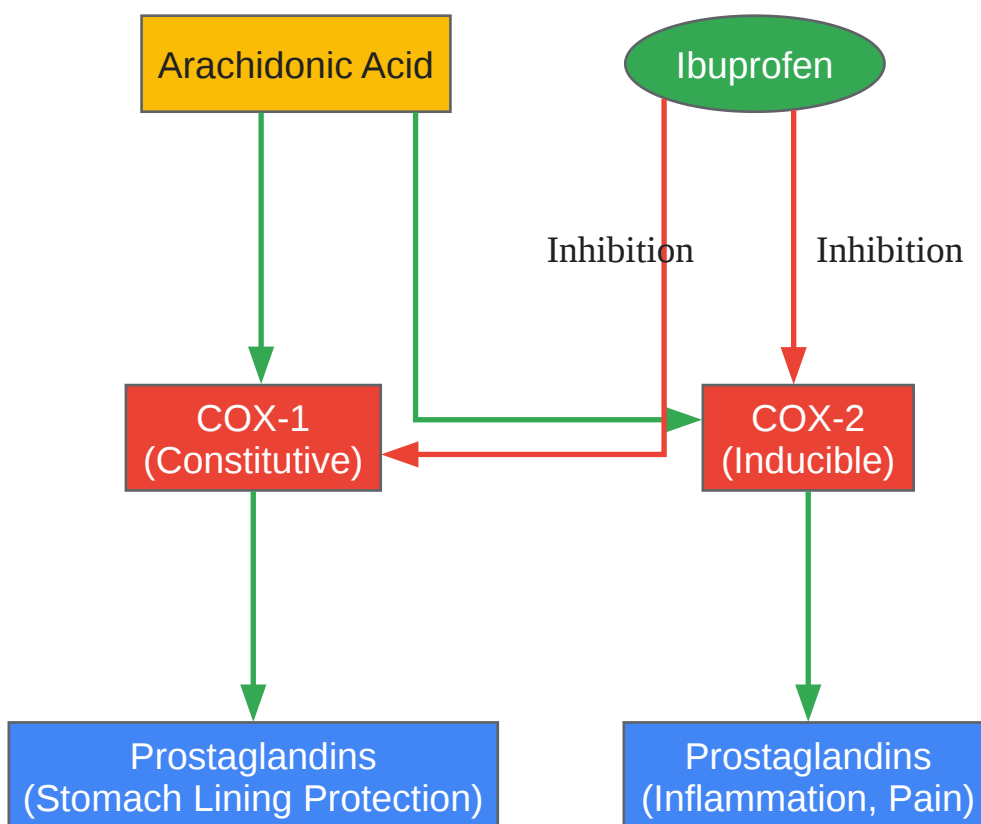 Arachidonic Acid
Ibuprofen
Inhibition
Inhibition
COX-1
(Constitutive)
COX-2
(Inducible)
Prostaglandins
(Stomach Lining Protection)
Prostaglandins
(Inflammation, Pain)